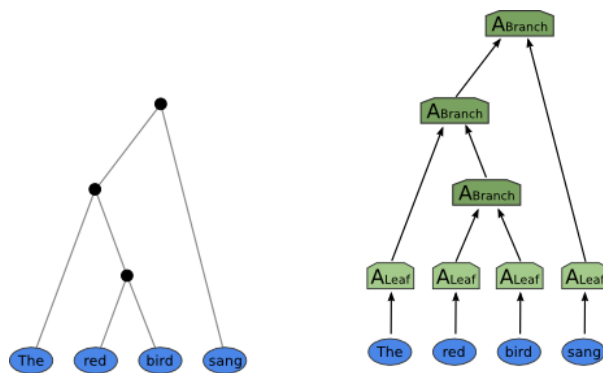 ABranch
ABranch
ABranch
ALeaf ALeaf ALeaf ALeaf
The red bird sang The red bird sang